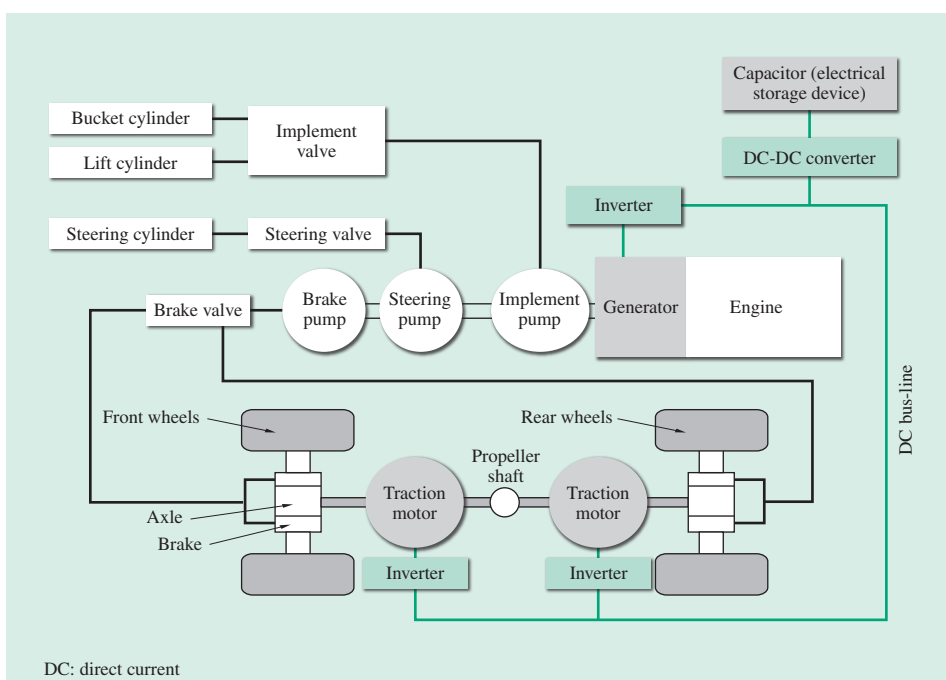 Capacitor (electrical
storage device)
Bucket cylinder
Implement
valve
Lift cylinder
DC-DC converter
Inverter
Steering cylinder
Steering valve
Brake valve
Brake
pump
Steering
pump
Implement
pump
Generator
Engine
DC bus-line
Front wheels
Rear wheels
Propeller
shaft
Traction
motor
Traction
motor
Axle
Brake
Inverter
Inverter
DC: direct current